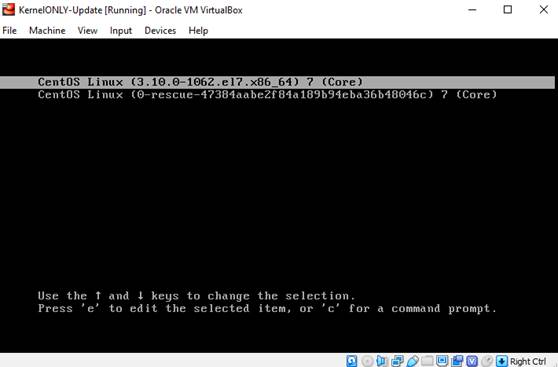 KernelONLY-Update [Running] - Oracle VM VirtualBox
File Machine View Input Devices Help
CentOS Linux (3.10.0-1062.el7.x86_64) 7 (Core)
CentOS Linux (0-rescue-47384aabe2f84a189b94eba36b48046c) 7 (Core)
Use the ↑ and ↓ keys to change the selection.
Press 'e' to edit the selected item, or 'c' for a command prompt.
Right Ctrl